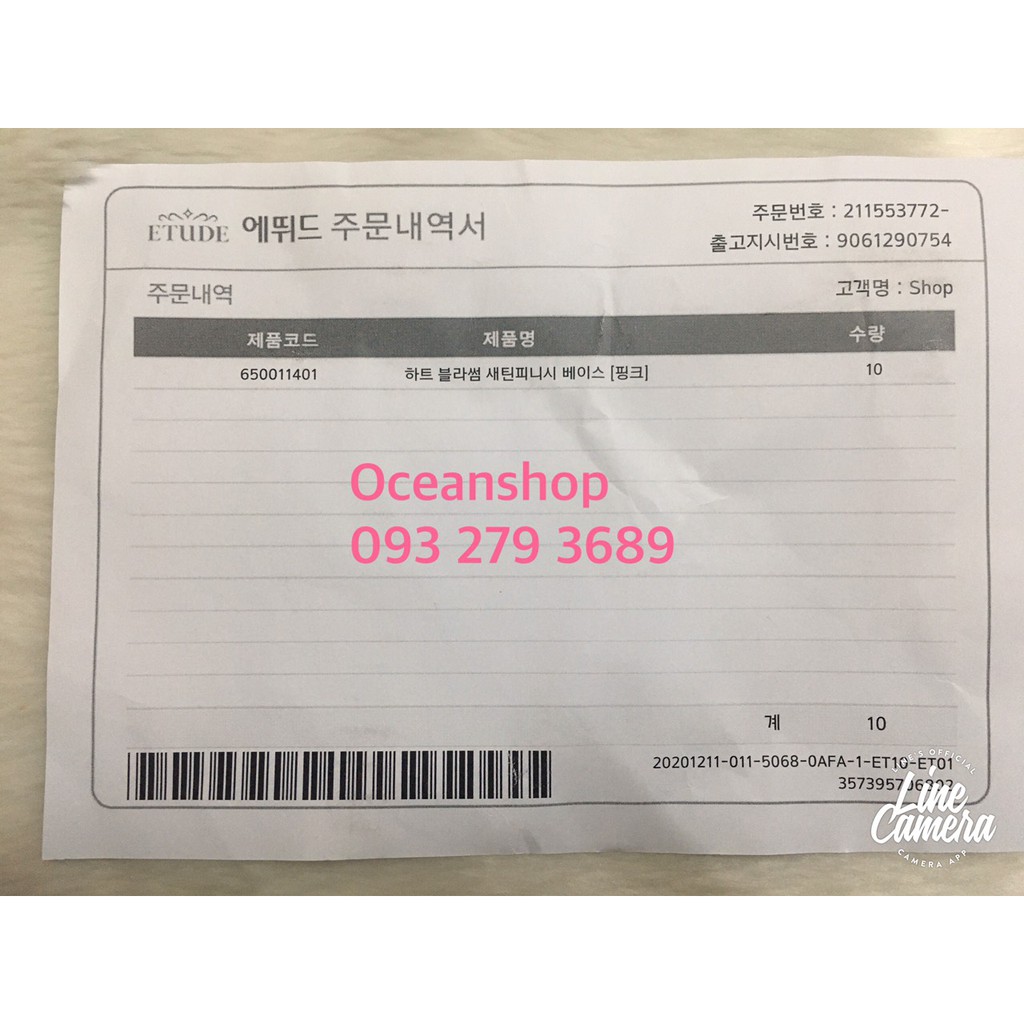 ETUDE 에뛰드 주문내역서
주문번호 : 211553772-
출고지시번호 : 9061290754
주문내역
고객명 : Shop
제품코드 제품명 수량
650011401 하트 블라썸 새틴피니시 베이스 [핑크] 10
Oceanshop
093 279 3689
계 10
20201211-011-5068-0AFA-1-ET10-ET01
Line
Camera
CAMERA APP